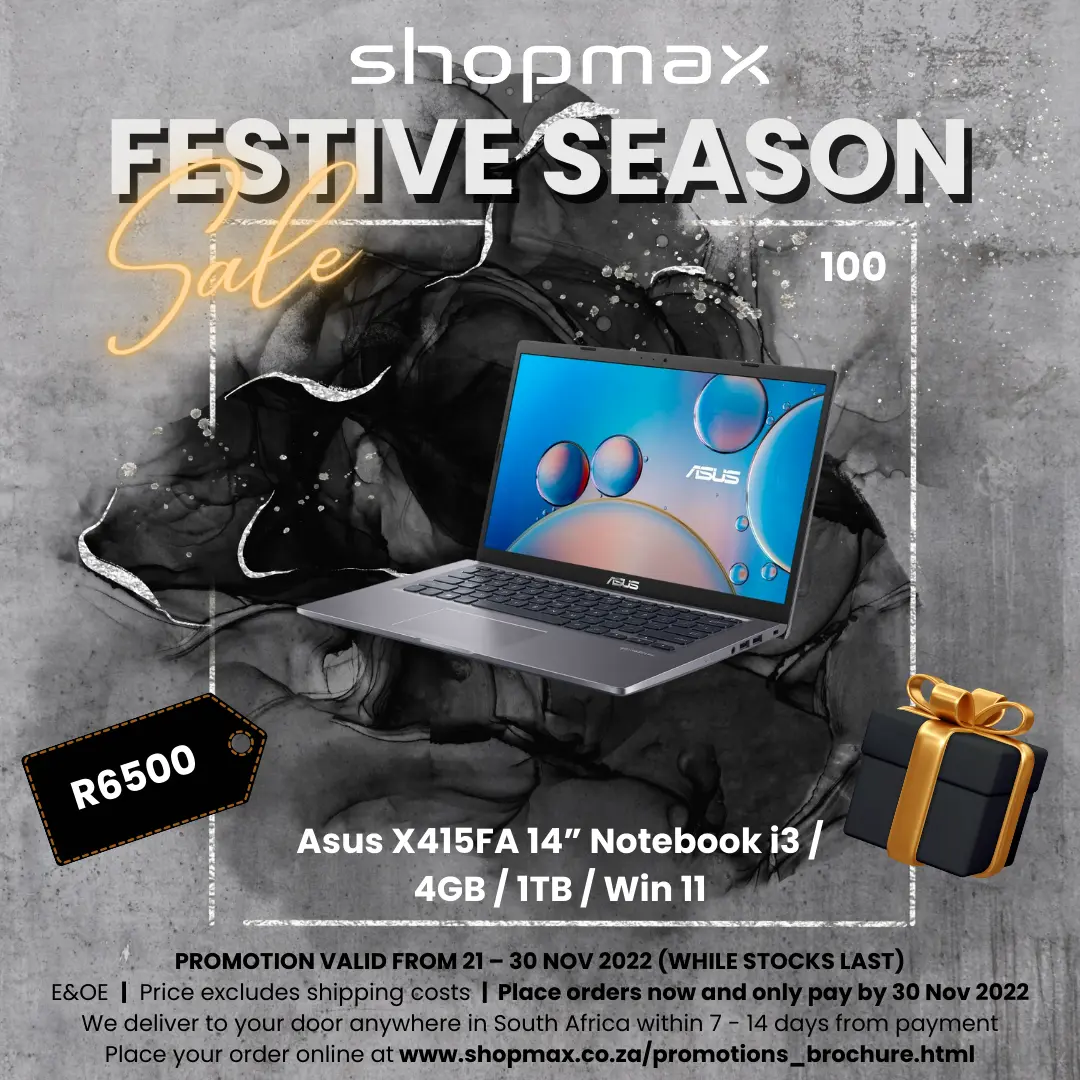 shopmax
FESTIVE SEASON
Sale
100
ASUS
ASUS
R6500
Asus X415FA 14” Notebook i3 /
4GB / 1TB / Win 11
PROMOTION VALID FROM 21 – 30 NOV 2022 (WHILE STOCKS LAST)
E&OE | Price excludes shipping costs | Place orders now and only pay by 30 Nov 2022
We deliver to your door anywhere in South Africa within 7 - 14 days from payment
Place your order online at www.shopmax.co.za/promotions_brochure.html